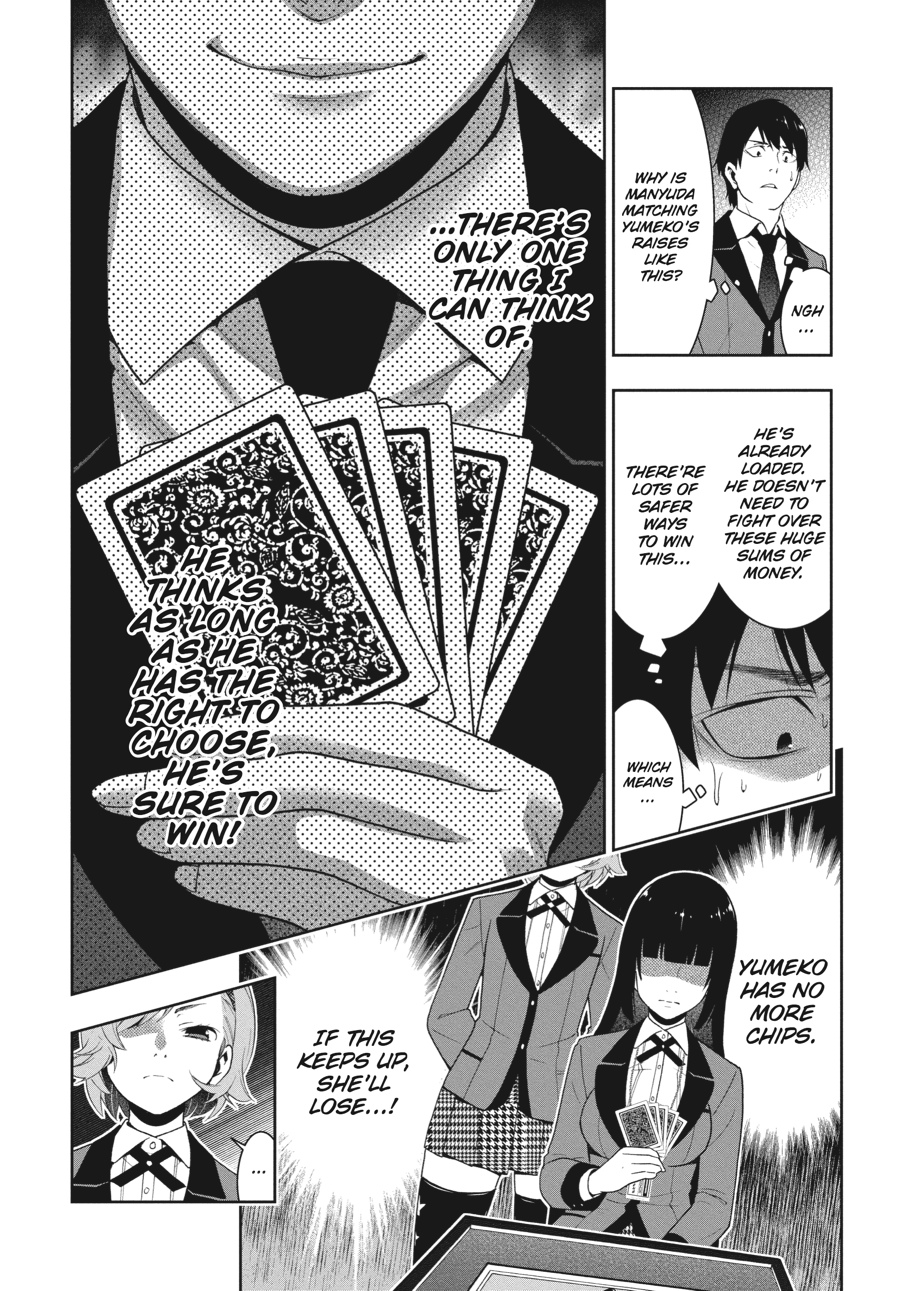 WHY IS
MANYUDA
MATCHING
YUMEKO'S
RAISES
LIKE
THIS?
NGH
...
HE'S
ALREADY
LOADED.
HE DOESN'T
NEED TO
FIGHT OVER
THESE HUGE
SUMS OF
MONEY.
THERE'RE
LOTS OF
SAFER
WAYS
TO WIN
THIS...
WHICH
MEANS
...
...THERE'S
ONLY ONE
THING I
CAN THINK
OF.
HE
THINKS
AS LONG
AS HE
HAS THE
RIGHT TO
CHOOSE,
HE'S
SURE TO
WIN!
YUMEKO
HAS NO
MORE
CHIPS.
IF THIS
KEEPS UP,
SHE'LL
LOSE...!
...